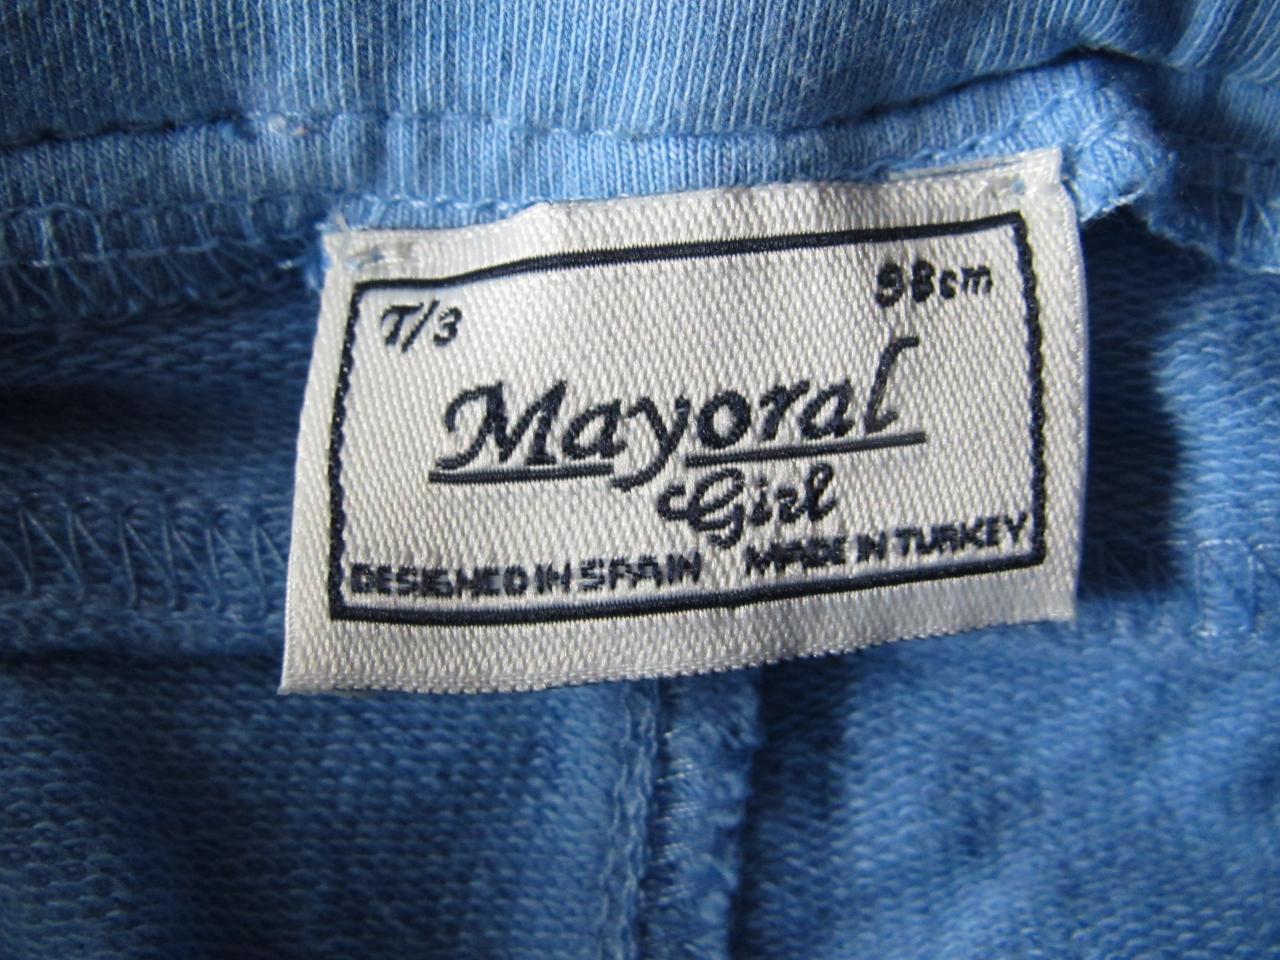 T/3 98cm
Mayoral
Girl
DESIGNED IN SPAIN MADE IN TURKEY